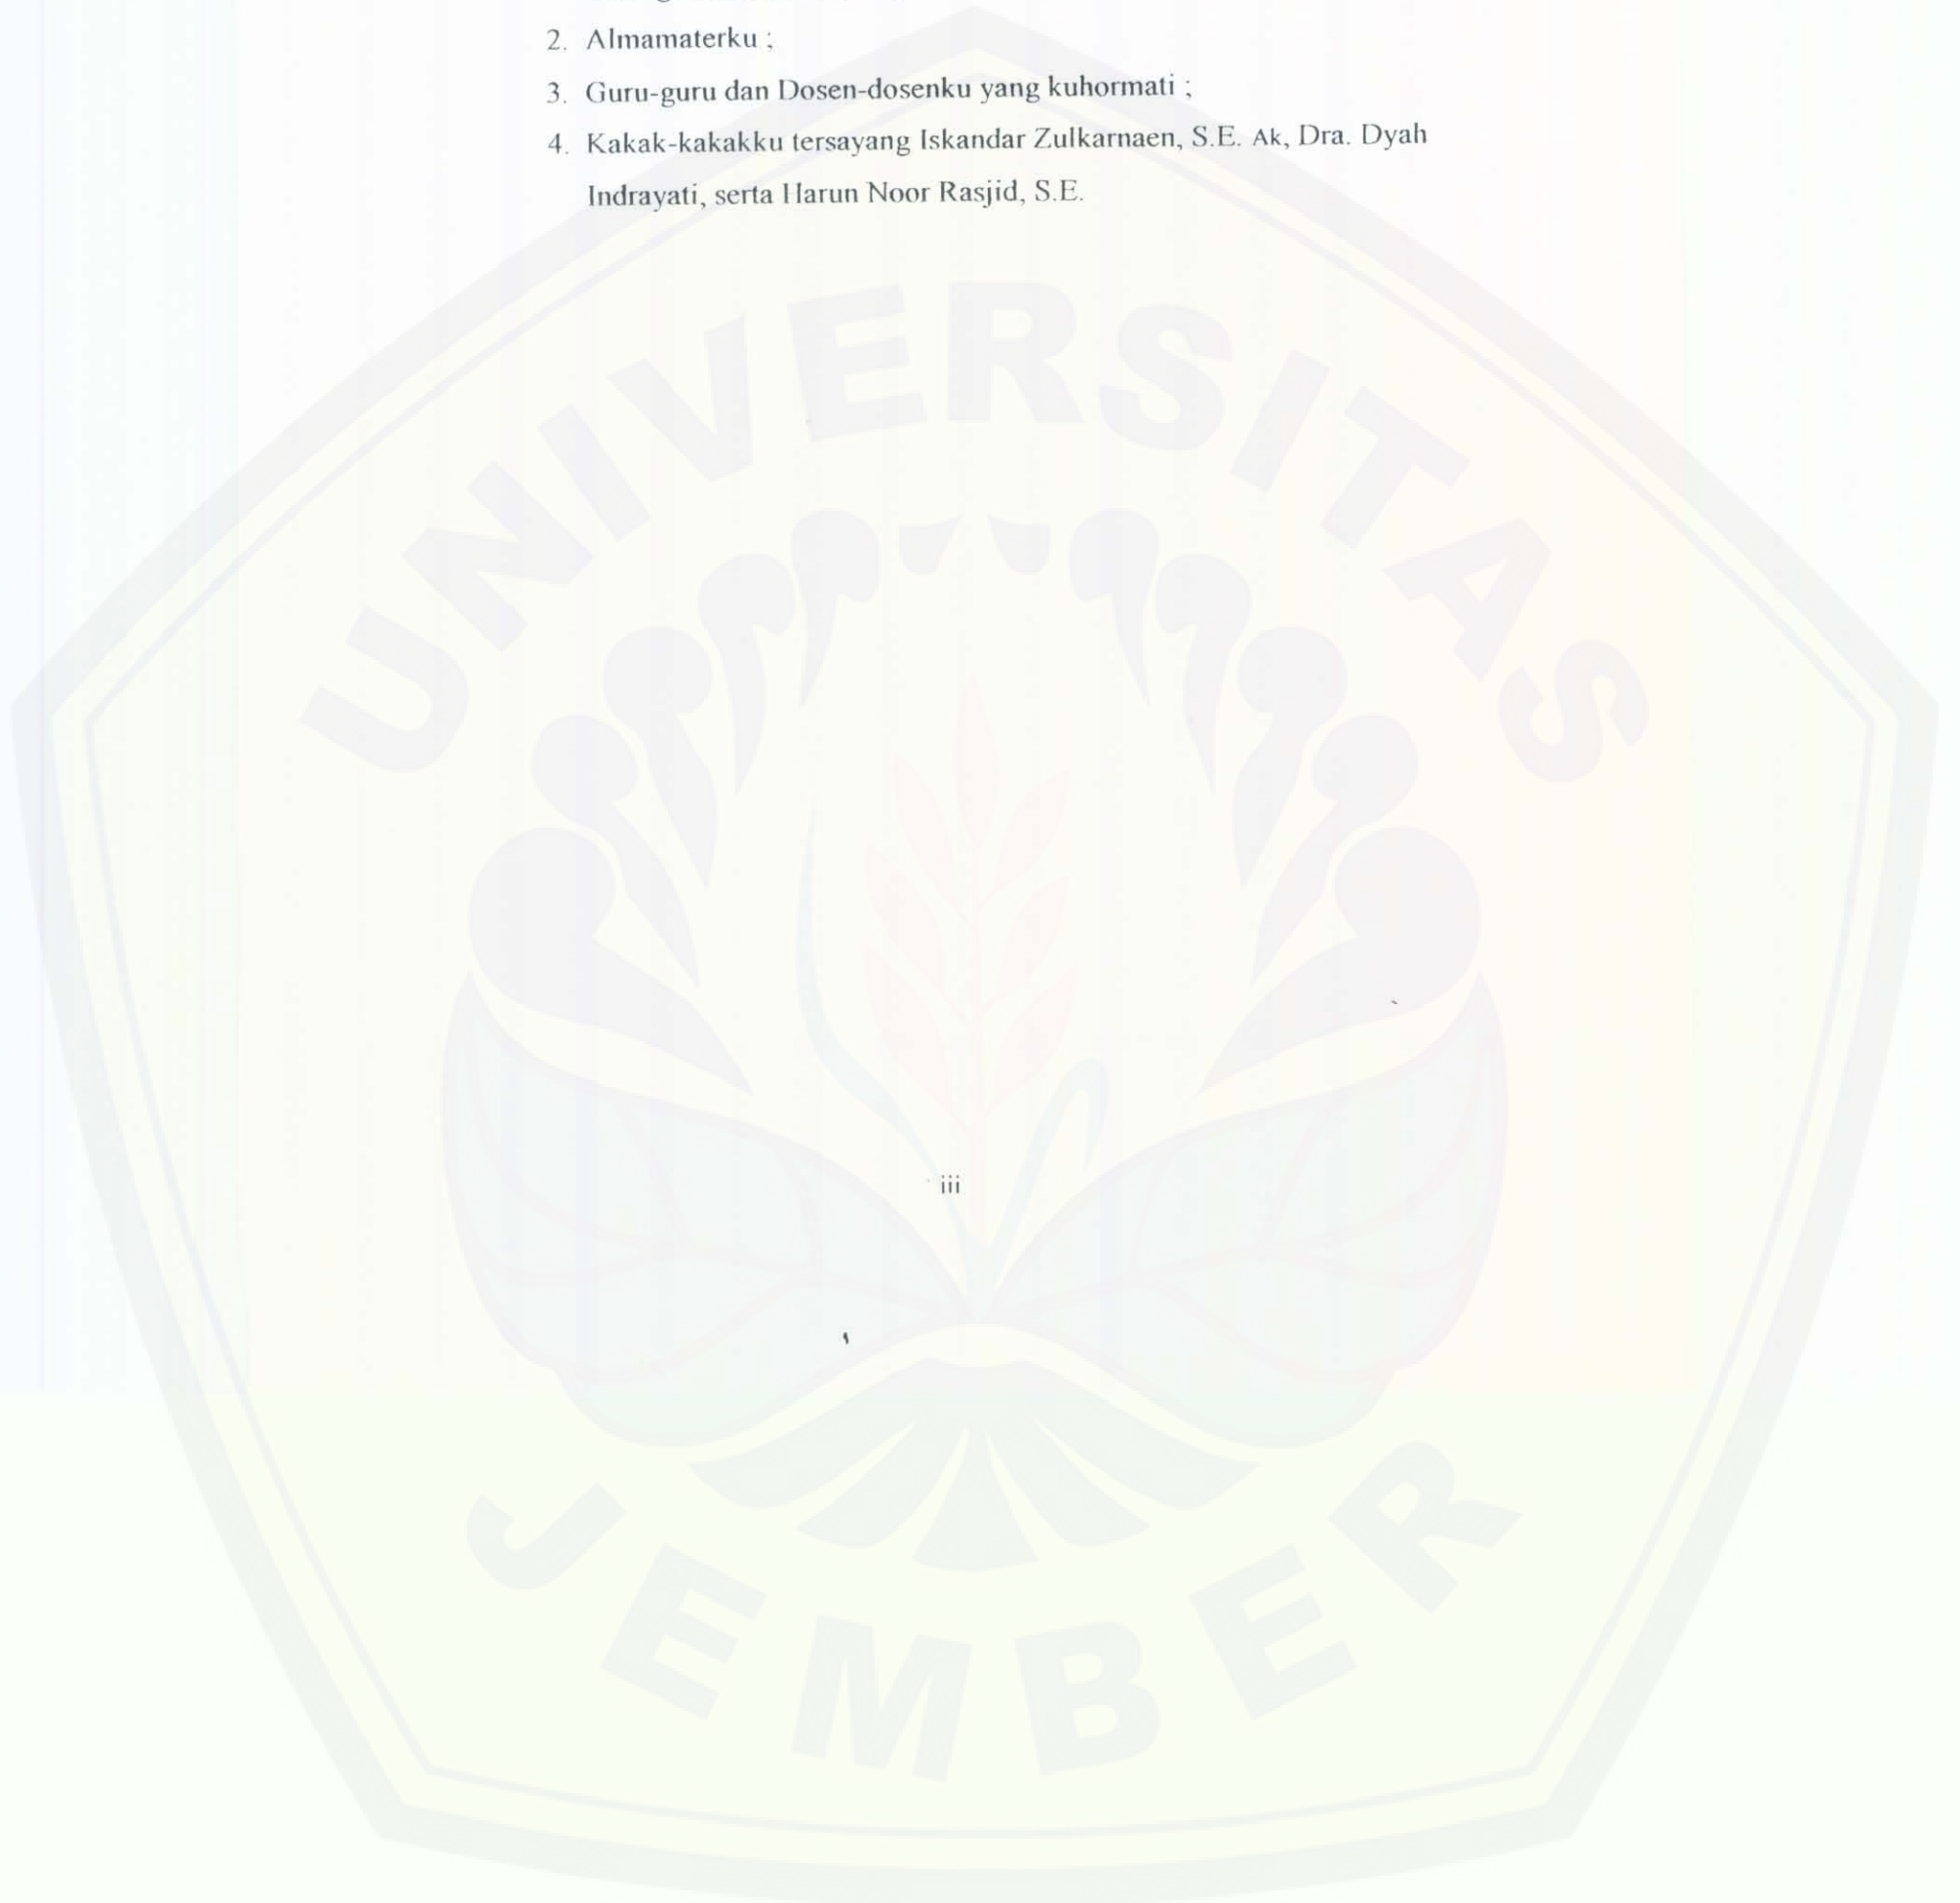 2. Almamaterku ;
3. Guru-guru dan Dosen-dosenku yang kuhormati ;
4. Kakak-kakakku tersayang Iskandar Zulkarnaen, S.E. Ak, Dra. Dyah
Indrayati, serta Harun Noor Rasjid, S.E.
UNIVERSITAS
iii
JEMBER